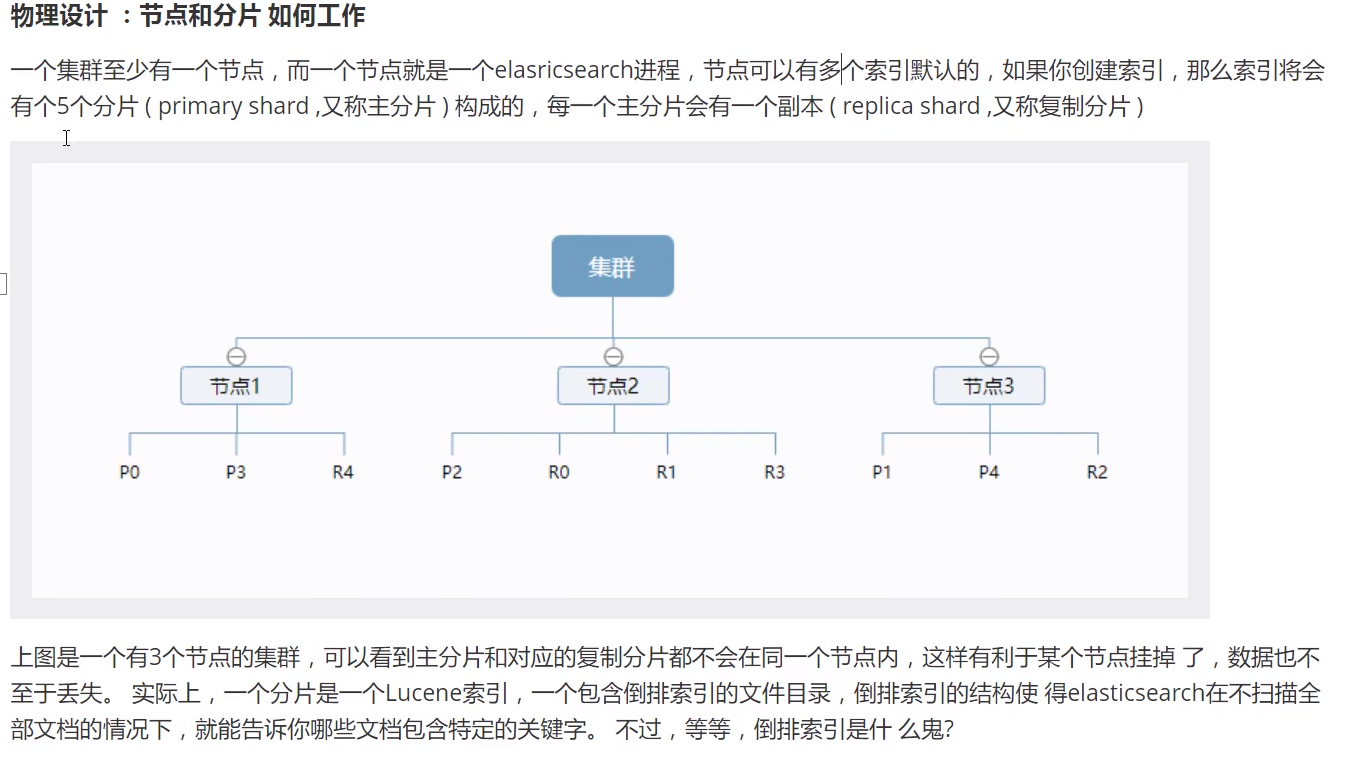 物理设计 ：节点和分片 如何工作
一个集群至少有一个节点，而一个节点就是一个elasricsearch进程，节点可以有多个索引默认的，如果你创建索引，那么索引将会
有个5个分片 ( primary shard ,又称主分片 ) 构成的，每一个主分片会有一个副本 ( replica shard ,又称复制分片 )
集群
节点1
节点2
节点3
P0
P3
R4
P2
R0
R1
R3
P1
P4
R2
上图是一个有3个节点的集群，可以看到主分片和对应的复制分片都不会在同一个节点内，这样有利于某个节点挂掉 了，数据也不
至于丢失。 实际上，一个分片是一个Lucene索引，一个包含倒排索引的文件目录，倒排索引的结构使 得elasticsearch在不扫描全
部文档的情况下，就能告诉你哪些文档包含特定的关键字。 不过，等等，倒排索引是什 么鬼?